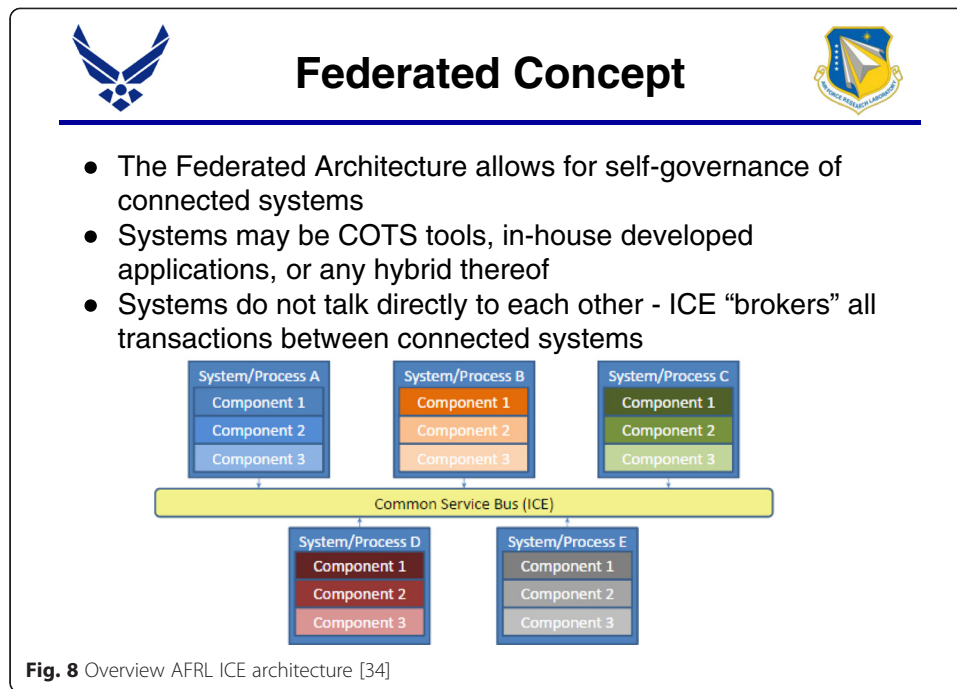 Federated Concept
AIR FORCE RESEARCH LABORATORY
● The Federated Architecture allows for self-governance of
connected systems
● Systems may be COTS tools, in-house developed
applications, or any hybrid thereof
● Systems do not talk directly to each other - ICE “brokers” all
transactions between connected systems
System/Process A
Component 1
Component 2
Component 3
System/Process B
Component 1
Component 2
Component 3
System/Process C
Component 1
Component 2
Component 3
Common Service Bus (ICE)
System/Process D
Component 1
Component 2
Component 3
System/Process E
Component 1
Component 2
Component 3
Fig. 8 Overview AFRL ICE architecture [34]